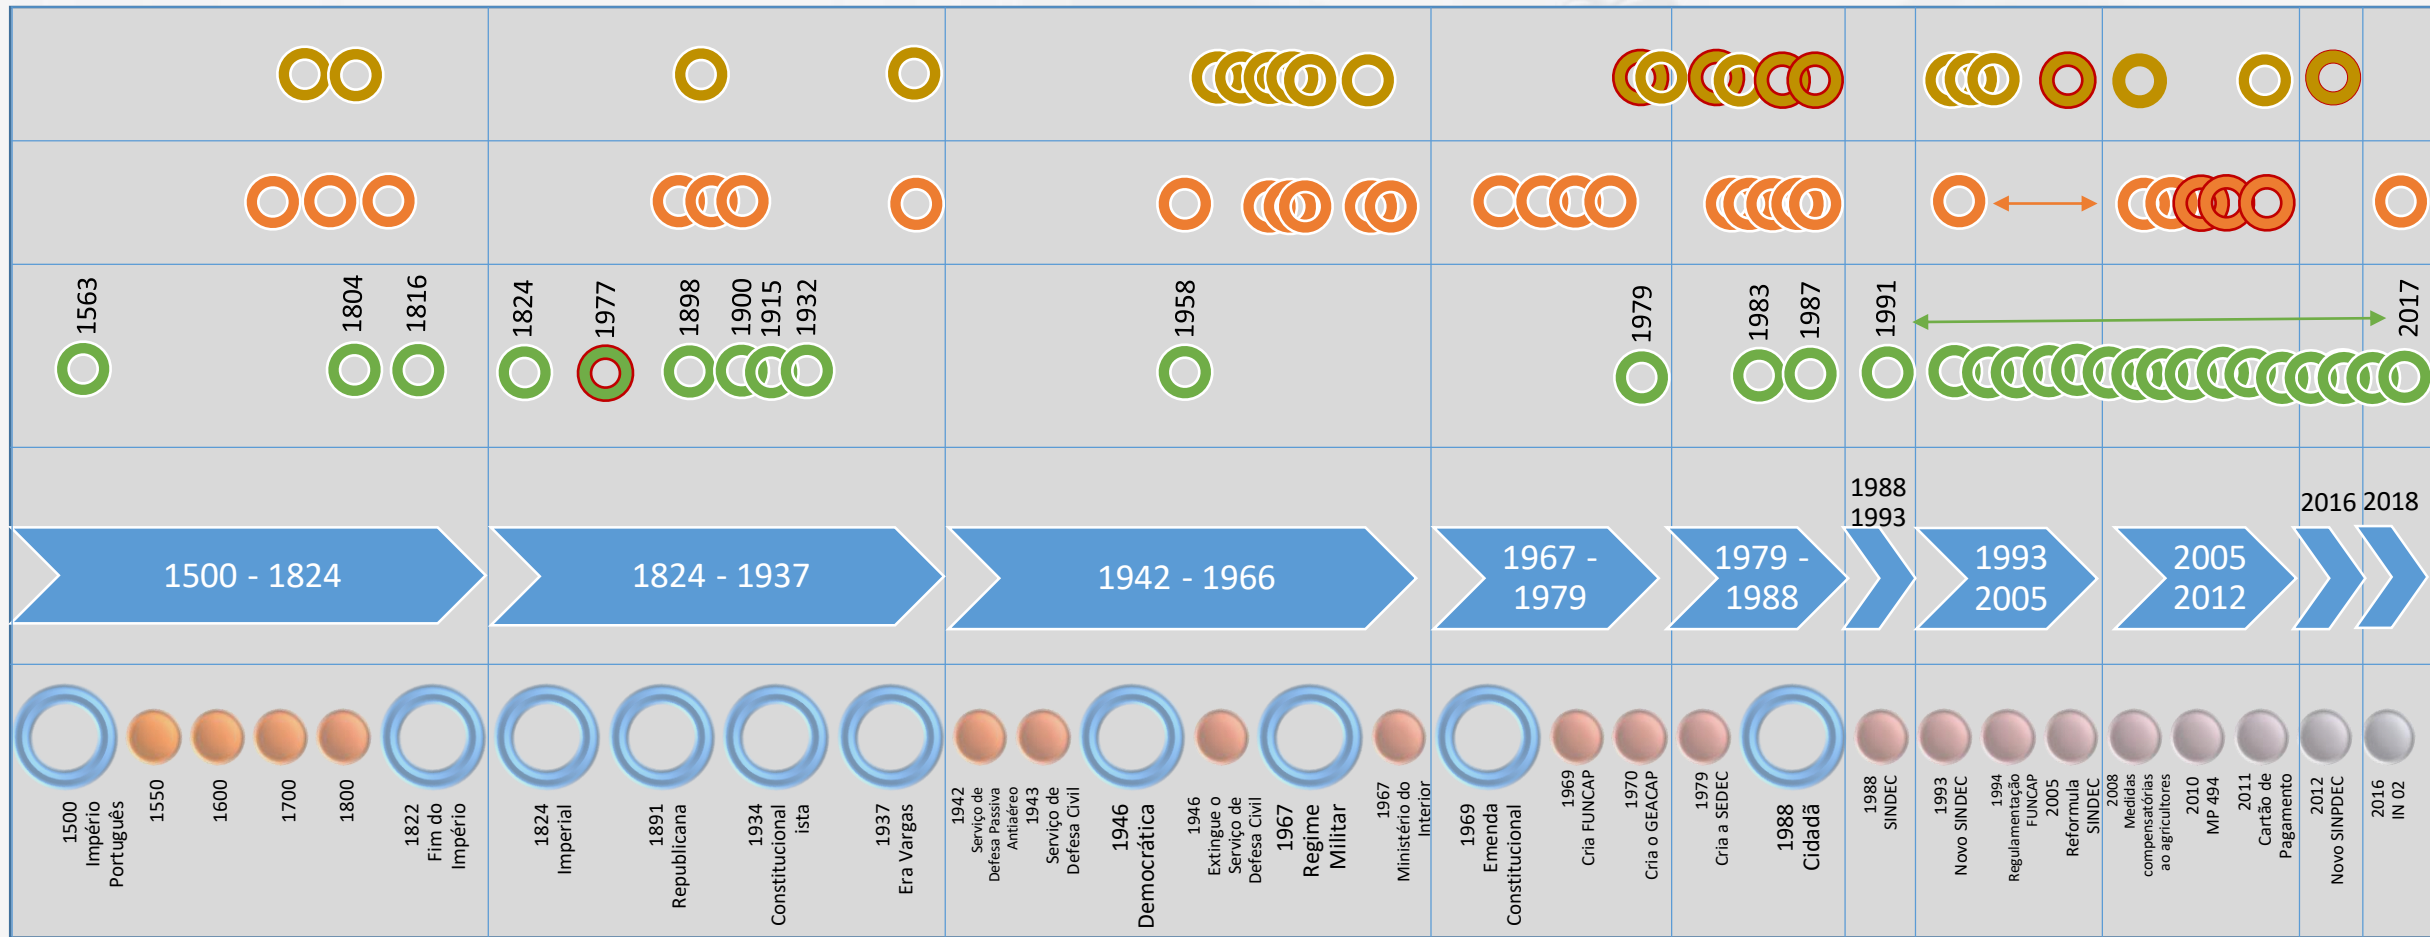 1563
1804
1816
1824
1977
1898
1900
1915
1932
1958
1979
1983
1987
1991
2017
1500 - 1824
1824 - 1937
1942 - 1966
1967 -
1979
1979 -
1988
1988
1993
1993
2005
2005
2012
2016
2018
1500
Império
Português
1550
1600
1700
1800
1822
Fim do
Império
1824
Imperial
1891
Republicana
1934
Constitucional
ista
1937
Era Vargas
1942
Serviço de
Defesa Passiva
Antiaéreo
1943
Serviço de
Defesa Civil
1946
Democrática
1946
Extingue o
Serviço de
Defesa Civil
1967
Regime
Militar
1967
Ministério do
Interior
1969
Emenda
Constitucional
1969
Cria FUNCAP
1970
Cria o GEACAP
1979
Cria a SEDEC
1988
Cidadã
1988
SINDEC
1993
Novo SINDEC
1994
Regulamentação
FUNCAP
2005
Reformula
SINDEC
2008
Medidas
compensatórias
ao agricultores
2010
MP 494
2011
Cartão de
Pagamento
2012
Novo SINPDEC
2016
IN 02